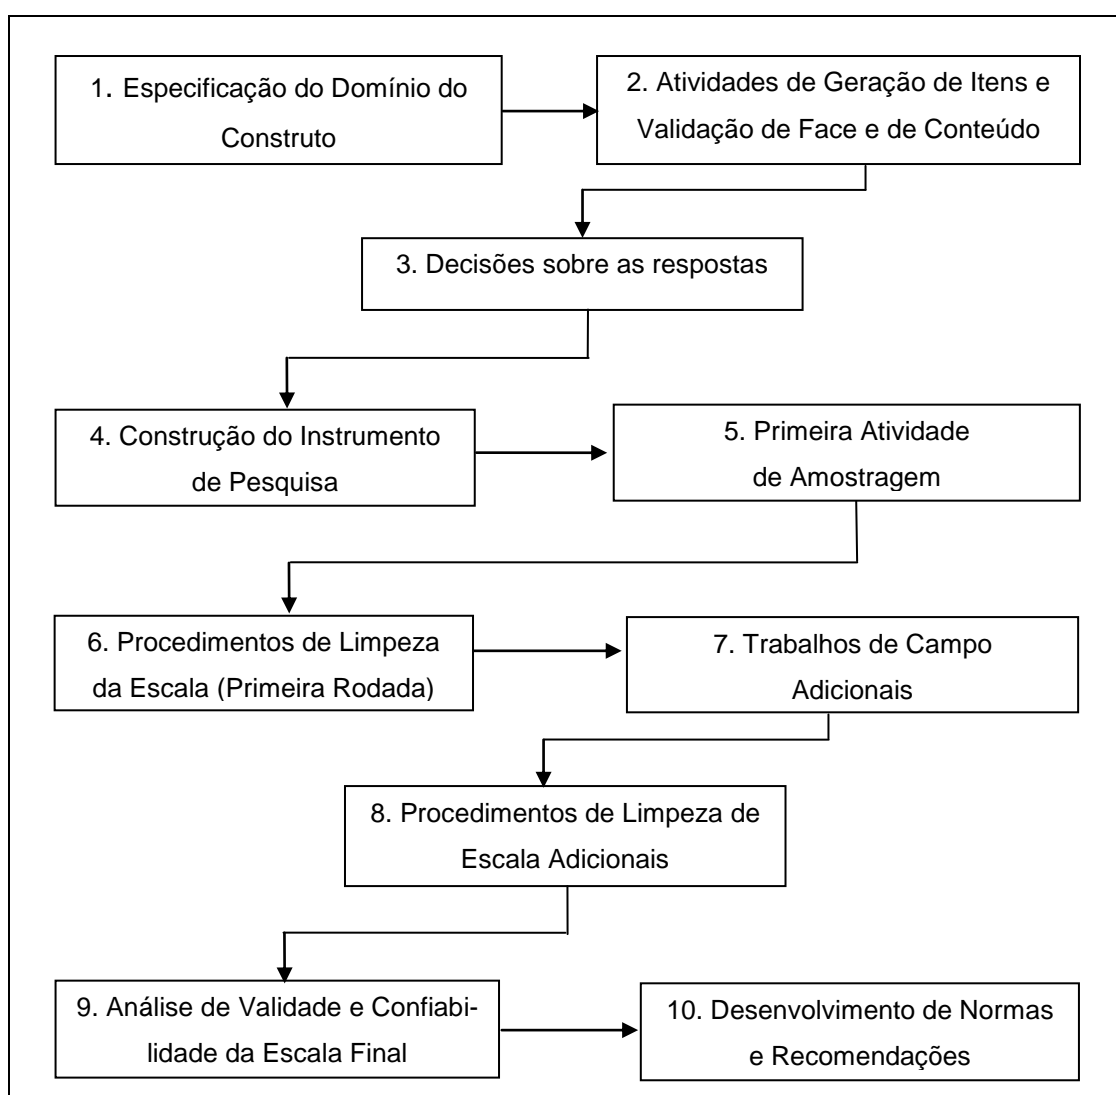 1. Especificação do Domínio do
Construto
2. Atividades de Geração de Itens e
Validação de Face e de Conteúdo
3. Decisões sobre as respostas
4. Construção do Instrumento
de Pesquisa
5. Primeira Atividade
de Amostragem
6. Procedimentos de Limpeza
da Escala (Primeira Rodada)
7. Trabalhos de Campo
Adicionais
8. Procedimentos de Limpeza de
Escala Adicionais
9. Análise de Validade e Confiabi-
lidade da Escala Final
10. Desenvolvimento de Normas
e Recomendações